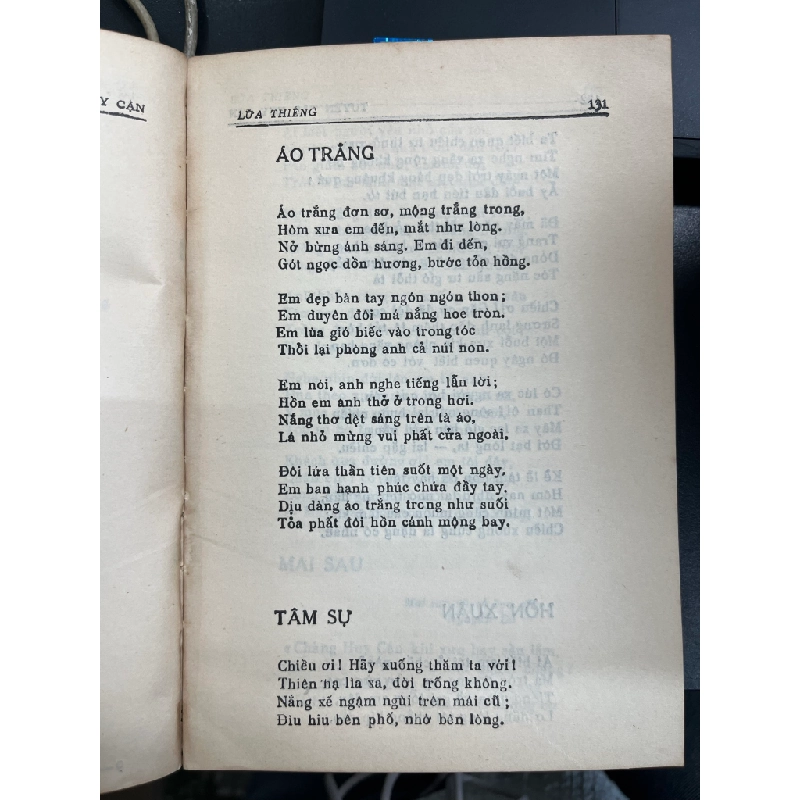 Y CẬN
LỬA THIÊNG 131
ÁO TRẮNG
Áo trắng đơn sơ, mộng trắng trong,
Hôm xưa em đến, mắt như lòng.
Nở bừng ánh sáng. Em đi đến,
Gót ngọc dồn hương, bước tỏa hồng.
Em đẹp bàn tay ngón ngón thon;
Em duyên đôi má nắng hoe tròn.
Em lùa gió biếc vào trong tóc
Thổi lại phòng anh cả núi non.
Em nói, anh nghe tiếng lẫn lời;
Hồn em anh thở ở trong hơi.
Nắng thơ dệt sáng trên tà áo,
Lá nhỏ mừng vui phất cửa ngoài.
Đôi lứa thần tiên suốt một ngày,
Em ban hạnh phúc chứa đầy tay.
Dịu dàng áo trắng trong như suối
Tỏa phất đôi hồn cánh mộng bay.
TÂM SỰ
Chiều ơi! Hãy xuống thăm ta với!
Thiên hạ lìa xa, đời trống không.
Nắng xế ngậm ngùi trên mái cũ;
Đìu hiu bên phố, nhớ bên lòng.